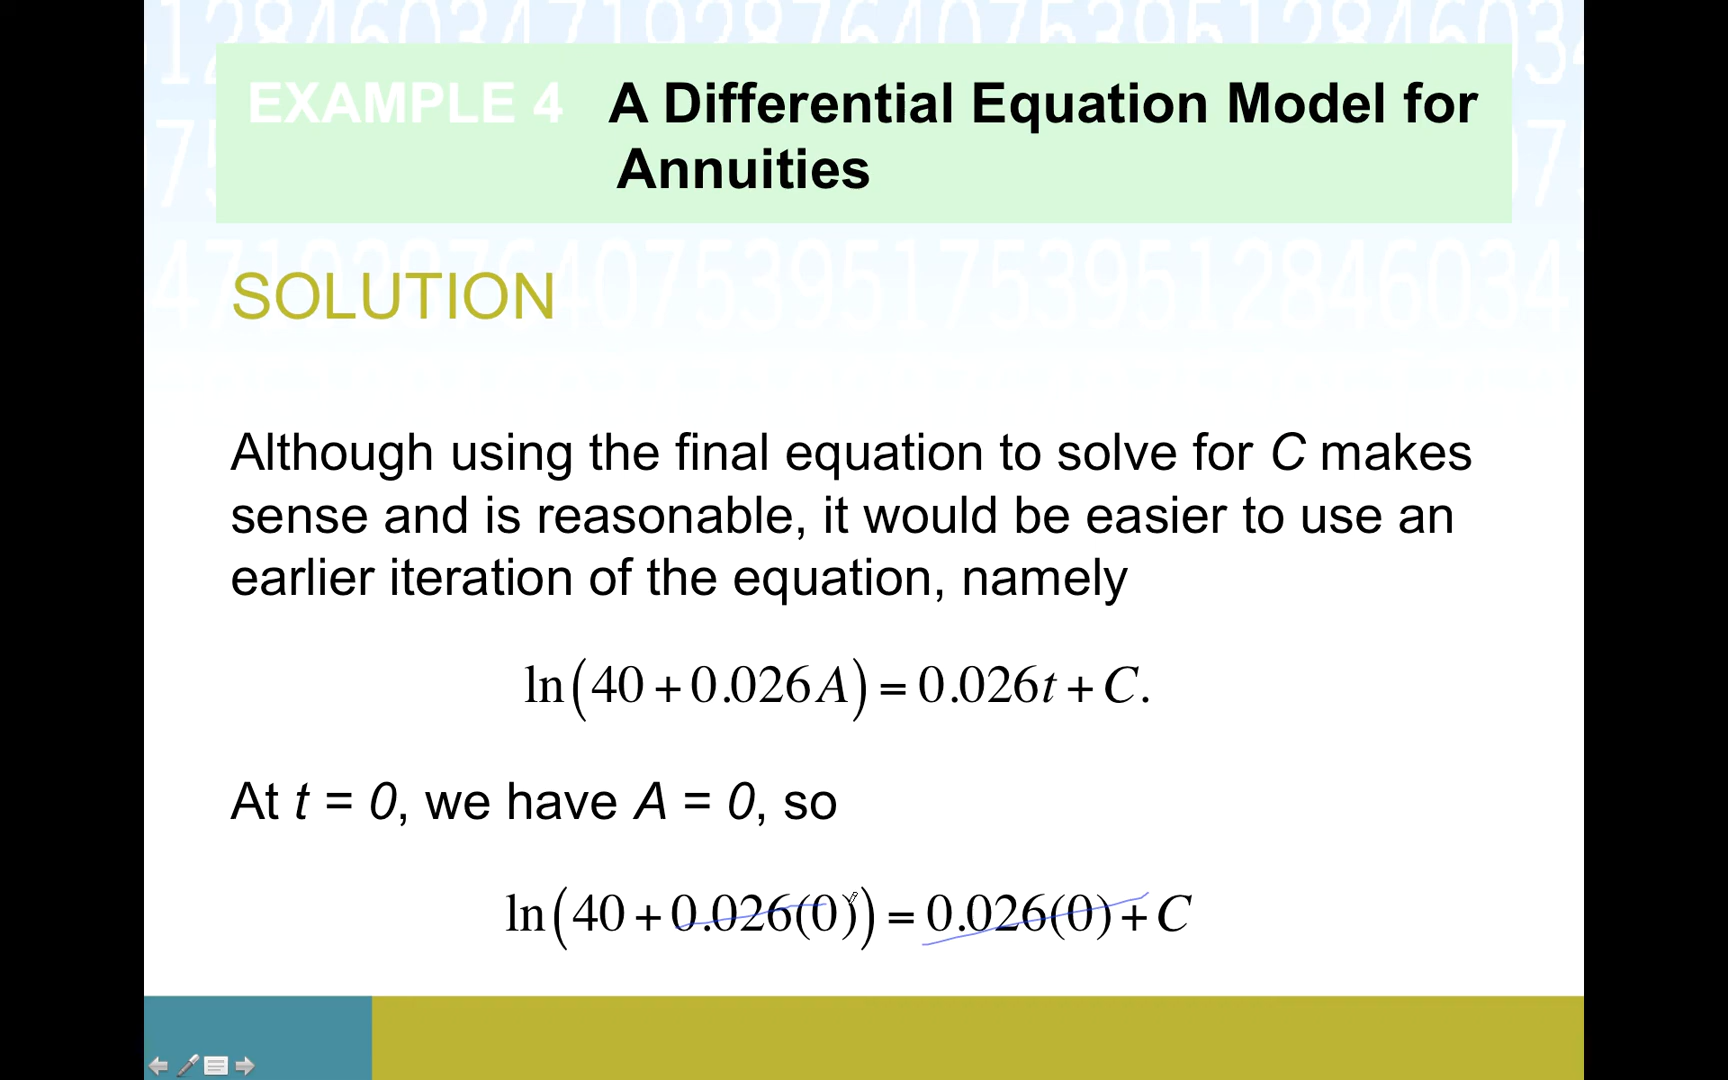 EXAMPLE 4 A Differential Equation Model for
Annuities
SOLUTION
Although using the final equation to solve for C makes
sense and is reasonable, it would be easier to use an
earlier iteration of the equation, namely
ln(40 + 0.026A) = 0.026t + C.
At t = 0, we have A = 0, so
ln(40 + 0.026(0)) = 0.026(0) + C